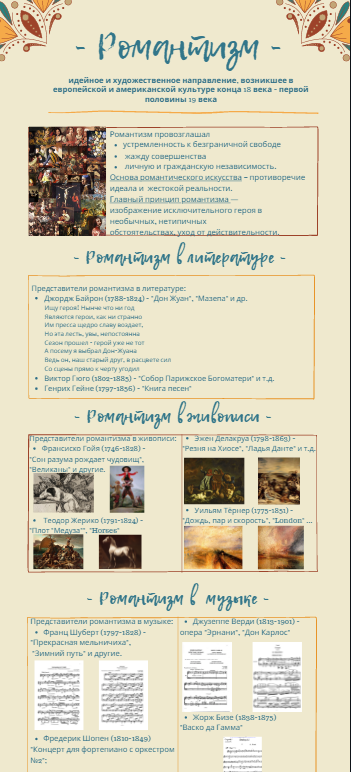 - Романтизм -
идейное и художественное направление, возникшее в
европейской и американской культуре конца 18 века - первой
половины 19 века
Романтизм провозгласил
• устремленность к безграничной свободе
• жажду совершенства
• личную и гражданскую независимость.
Основа романтического искусства – противоречие
идеала и жестокой реальности.
Главный принцип романтизма —
изображение исключительного героя в
необычных, нетипичных
обстоятельствах, уход от действительности.
- Романтизм в литературе -
Представители романтизма в литературе:
• Джордж Байрон (1788-1824) - "Дон Жуан", "Мазепа" и др.
Ищу героя! Нынче что ни год
Являются герои, как ни странно
Им пресса щедро славу воздает,
Но эта лесть, увы, непостоянна
Сезон прошел - герой уже не тот
А посему я выбрал Дон-Жуана
Ведь он, наш старый друг, в расцвете сил
Со сцены прямо к черту угодил
• Виктор Гюго (1802-1885) - "Собор Парижское Богоматери" и т.д.
• Генрих Гейне (1797-1856) - "Книга песен"
- Романтизм в живописи -
Представители романтизма в живописи:
• Франсиско Гойя (1746-1828) -
"Сон разума рождает чудовищ",
"Великаны" и другие.
• Теодор Жерико (1791-1824) -
"Плот "Медуза"", "Horses"
• Эжен Делакруа (1798-1863) -
"Резня на Хиосе", "Ладья Данте" и т.д.
• Уильям Тёрнер (1775-1851) -
"Дождь, пар и скорость", "London" ...
- Романтизм в музыке -
Представители романтизма в музыке:
• Франц Шуберт (1797-1828) -
"Прекрасная мельничиха",
"Зимний путь" и другие.
• Фредерик Шопен (1810-1849)
"Концерт для фортепиано с оркестром
№2";
• Джузеппе Верди (1813-1901) -
опера "Эрнани", "Дон Карлос"
• Жорж Бизе (1838-1875)
"Васко да Гамма"